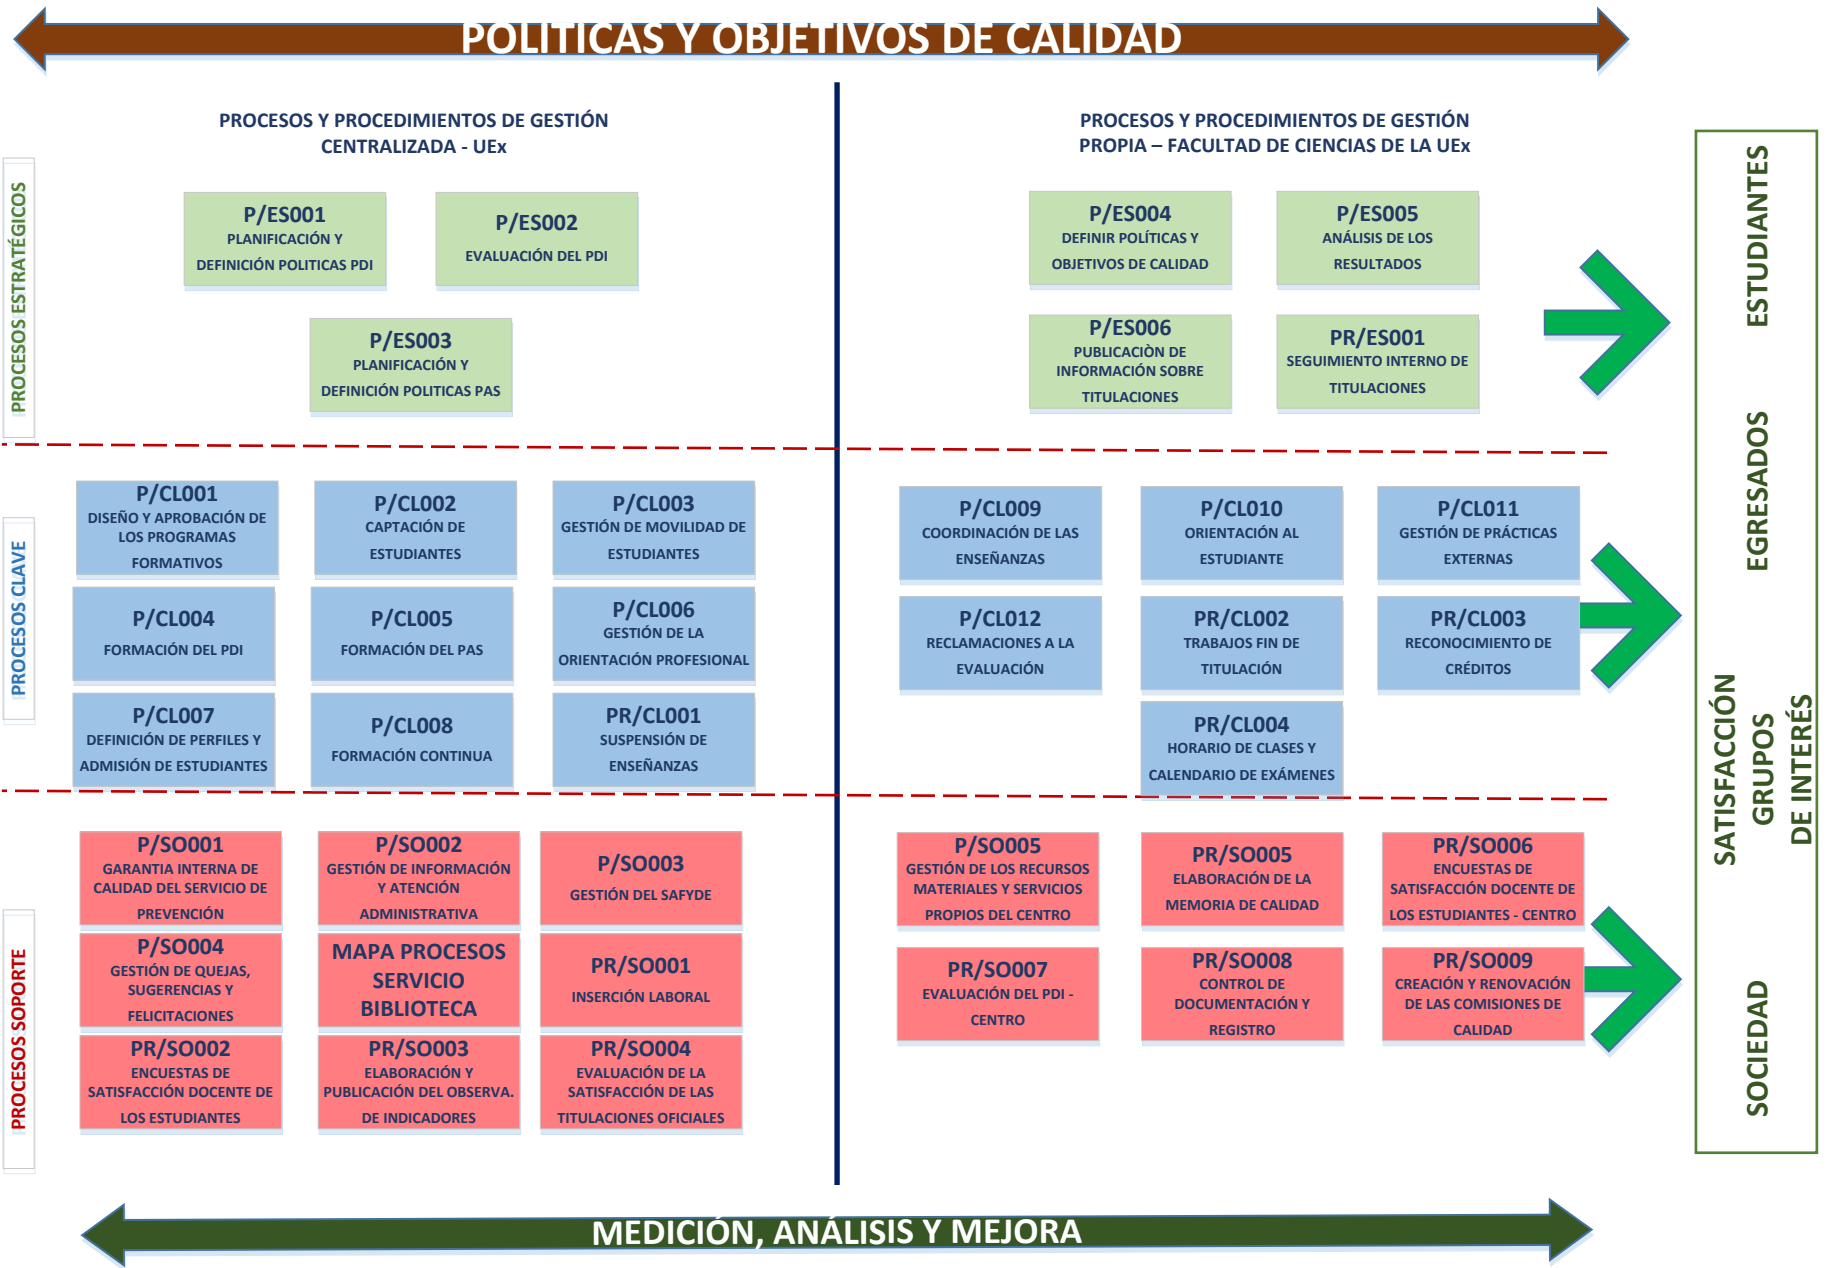 POLÍTICAS Y OBJETIVOS DE CALIDAD
PROCESOS Y PROCEDIMIENTOS DE GESTIÓN
CENTRALIZADA - UEx
PROCESOS Y PROCEDIMIENTOS DE GESTIÓN
PROPIA – FACULTAD DE CIENCIAS DE LA UEx
PROCESOS ESTRATÉGICOS
P/ES001
PLANIFICACIÓN Y
DEFINICIÓN POLITICAS PDI
P/ES002
EVALUACIÓN DEL PDI
P/ES003
PLANIFICACIÓN Y
DEFINICIÓN POLITICAS PAS
P/ES004
DEFINIR POLÍTICAS Y
OBJETIVOS DE CALIDAD
P/ES005
ANÁLISIS DE LOS
RESULTADOS
P/ES006
PUBLICACIÒN DE
INFORMACIÓN SOBRE
TITULACIONES
PR/ES001
SEGUIMIENTO INTERNO DE
TITULACIONES
PROCESOS CLAVE
P/CL001
DISEÑO Y APROBACIÓN DE
LOS PROGRAMAS
FORMATIVOS
P/CL002
CAPTACIÓN DE
ESTUDIANTES
P/CL003
GESTIÓN DE MOVILIDAD DE
ESTUDIANTES
P/CL004
FORMACIÓN DEL PDI
P/CL005
FORMACIÓN DEL PAS
P/CL006
GESTIÓN DE LA
ORIENTACIÓN PROFESIONAL
P/CL007
DEFINICIÓN DE PERFILES Y
ADMISIÓN DE ESTUDIANTES
P/CL008
FORMACIÓN CONTINUA
PR/CL001
SUSPENSIÓN DE
ENSEÑANZAS
P/CL009
COORDINACIÓN DE LAS
ENSEÑANZAS
P/CL010
ORIENTACIÓN AL
ESTUDIANTE
P/CL011
GESTIÓN DE PRÁCTICAS
EXTERNAS
P/CL012
RECLAMACIONES A LA
EVALUACIÓN
PR/CL002
TRABAJOS FIN DE
TITULACIÓN
PR/CL003
RECONOCIMIENTO DE
CRÉDITOS
PR/CL004
HORARIO DE CLASES Y
CALENDARIO DE EXÁMENES
PROCESOS SOPORTE
P/SO001
GARANTIA INTERNA DE
CALIDAD DEL SERVICIO DE
PREVENCIÓN
P/SO002
GESTIÓN DE INFORMACIÓN
Y ATENCIÓN
ADMINISTRATIVA
P/SO003
GESTIÓN DEL SAFYDE
P/SO004
GESTIÓN DE QUEJAS,
SUGERENCIAS Y
FELICITACIONES
MAPA PROCESOS
SERVICIO
BIBLIOTECA
PR/SO001
INSERCIÓN LABORAL
PR/SO002
ENCUESTAS DE
SATISFACCIÓN DOCENTE DE
LOS ESTUDIANTES
PR/SO003
ELABORACIÓN Y
PUBLICACIÓN DEL OBSERVA.
DE INDICADORES
PR/SO004
EVALUACIÓN DE LA
SATISFACCIÓN DE LAS
TITULACIONES OFICIALES
P/SO005
GESTIÓN DE LOS RECURSOS
MATERIALES Y SERVICIOS
PROPIOS DEL CENTRO
PR/SO005
ELABORACIÓN DE LA
MEMORIA DE CALIDAD
PR/SO006
ENCUESTAS DE
SATISFACCIÓN DOCENTE DE
LOS ESTUDIANTES - CENTRO
PR/SO007
EVALUACIÓN DEL PDI -
CENTRO
PR/SO008
CONTROL DE
DOCUMENTACIÓN Y
REGISTRO
PR/SO009
CREACIÓN Y RENOVACIÓN
DE LAS COMISIONES DE
CALIDAD
ESTUDIANTES
EGRESADOS
SATISFACCIÓN
GRUPOS
DE INTERÉS
SOCIEDAD
MEDICIÓN, ANÁLISIS Y MEJORA